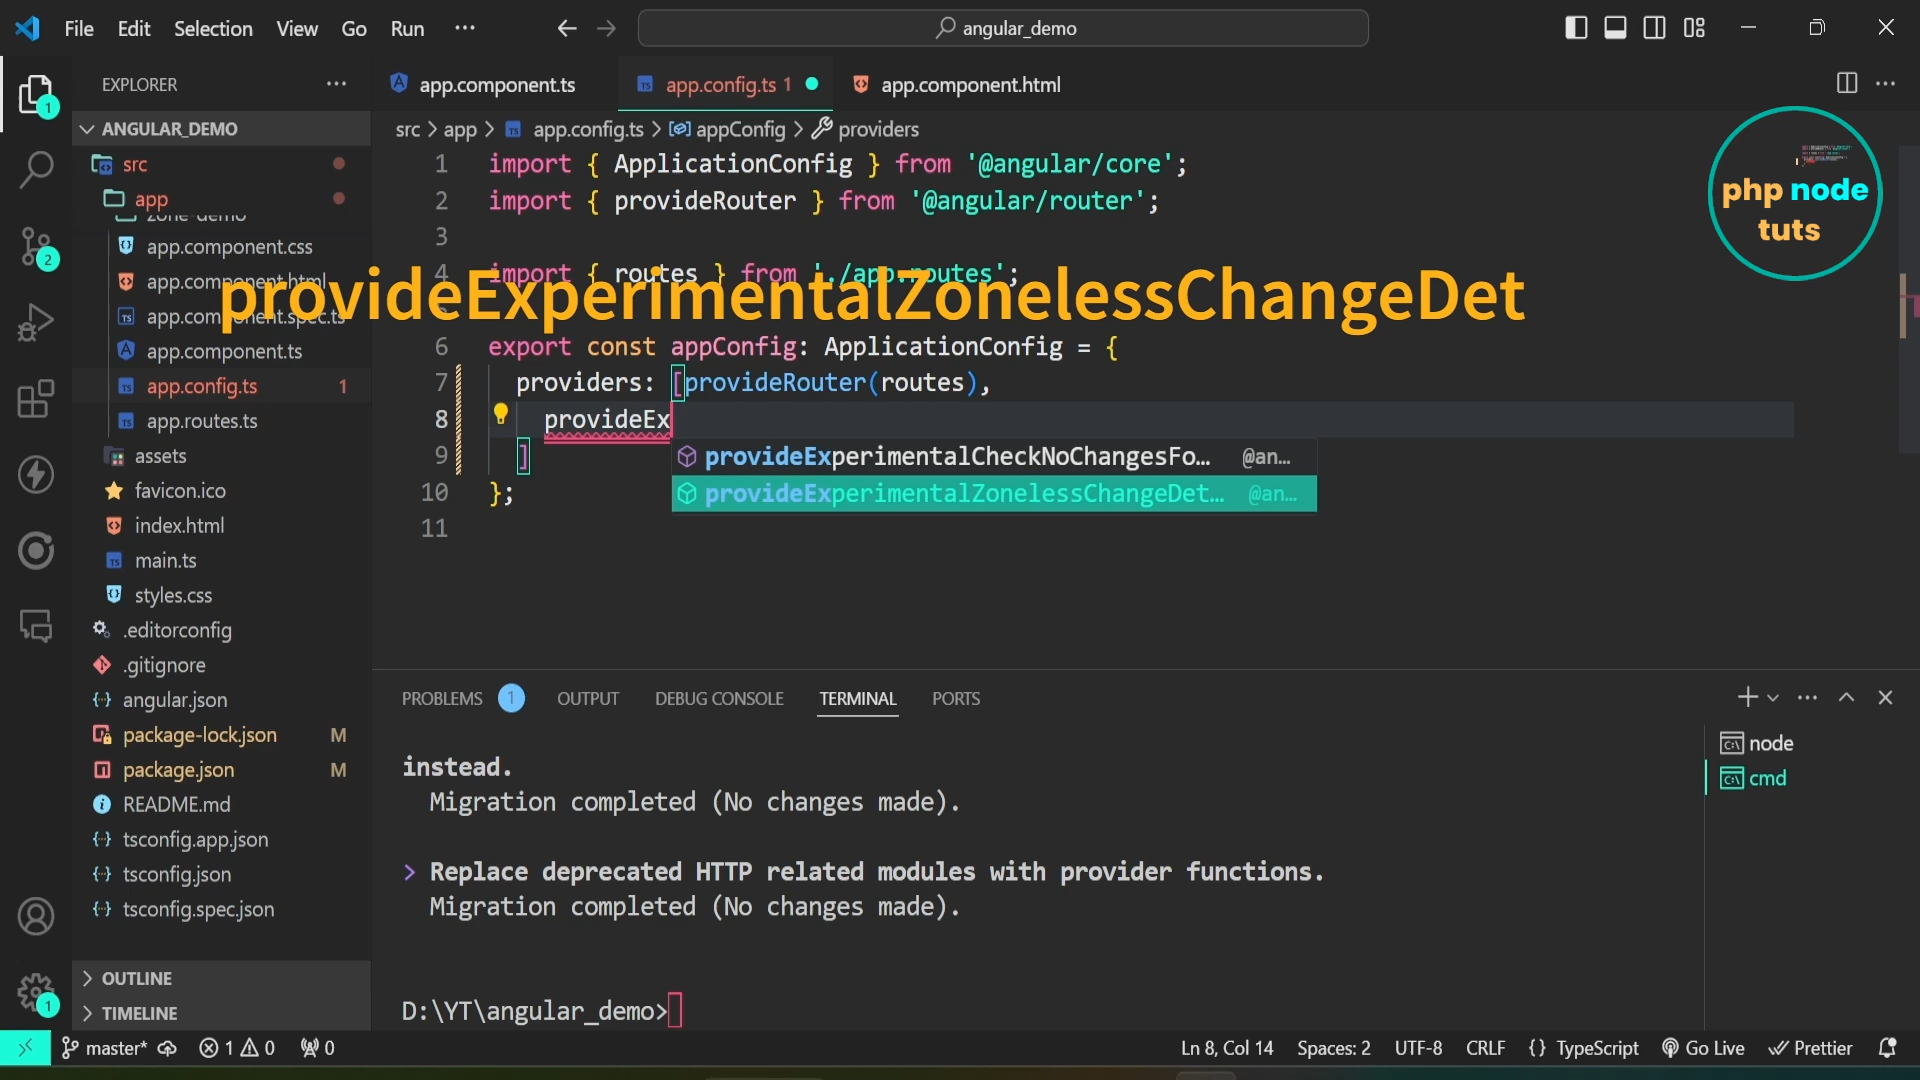 File Edit Selection View Go Run ··· angular_demo
EXPLORER ···
app.component.ts app.config.ts 1 app.component.html
ANGULAR_DEMO
src > app > app.config.ts > appConfig > providers
src
app
zone-demo
app.component.css
app.component.html
app.component.spec.ts
app.component.ts
app.config.ts 1
app.routes.ts
assets
favicon.ico
index.html
main.ts
styles.css
.editorconfig
.gitignore
angular.json
package-lock.json M
package.json M
README.md
tsconfig.app.json
tsconfig.json
tsconfig.spec.json
OUTLINE
TIMELINE
1
2
1
1 import { ApplicationConfig } from '@angular/core';
2 import { provideRouter } from '@angular/router';
3
4 import { routes } from './app.routes';
provideExperimentalZonelessChangeDet
6 export const appConfig: ApplicationConfig = {
7 providers: [provideRouter(routes),
8 provideEx
9 ]
10 };
11
provideExperimentalCheckNoChangesFo... @an...
provideExperimentalZonelessChangeDet... @an...
php node
tuts
PROBLEMS 1 OUTPUT DEBUG CONSOLE TERMINAL PORTS
instead.
Migration completed (No changes made).
> Replace deprecated HTTP related modules with provider functions.
Migration completed (No changes made).
D:\YT\angular_demo>
node
cmd
master* 1 0 0 Ln 8, Col 14 Spaces: 2 UTF-8 CRLF {} TypeScript Go Live Prettier